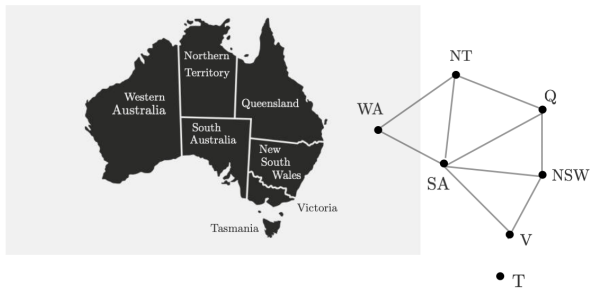 Northern
Territory
Western
Australia
Queensland
South
Australia
New
South
Wales
Victoria
Tasmania
NT
Q
WA
SA
NSW
V
T